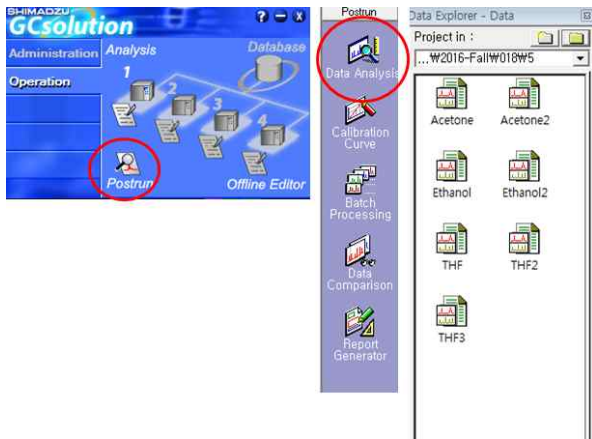 SHIMADZU
GCsolution
Administration
Operation
Analysis
Database
1
2
3
4
Postrun
Offline Editor
Postrun
Data Analysis
Calibration
Curve
Batch
Processing
Data
Comparison
Report
Generator
Data Explorer - Data
Project in :
...₩2016-Fall₩018₩5
Acetone
Acetone2
Ethanol
Ethanol2
THF
THF2
THF3